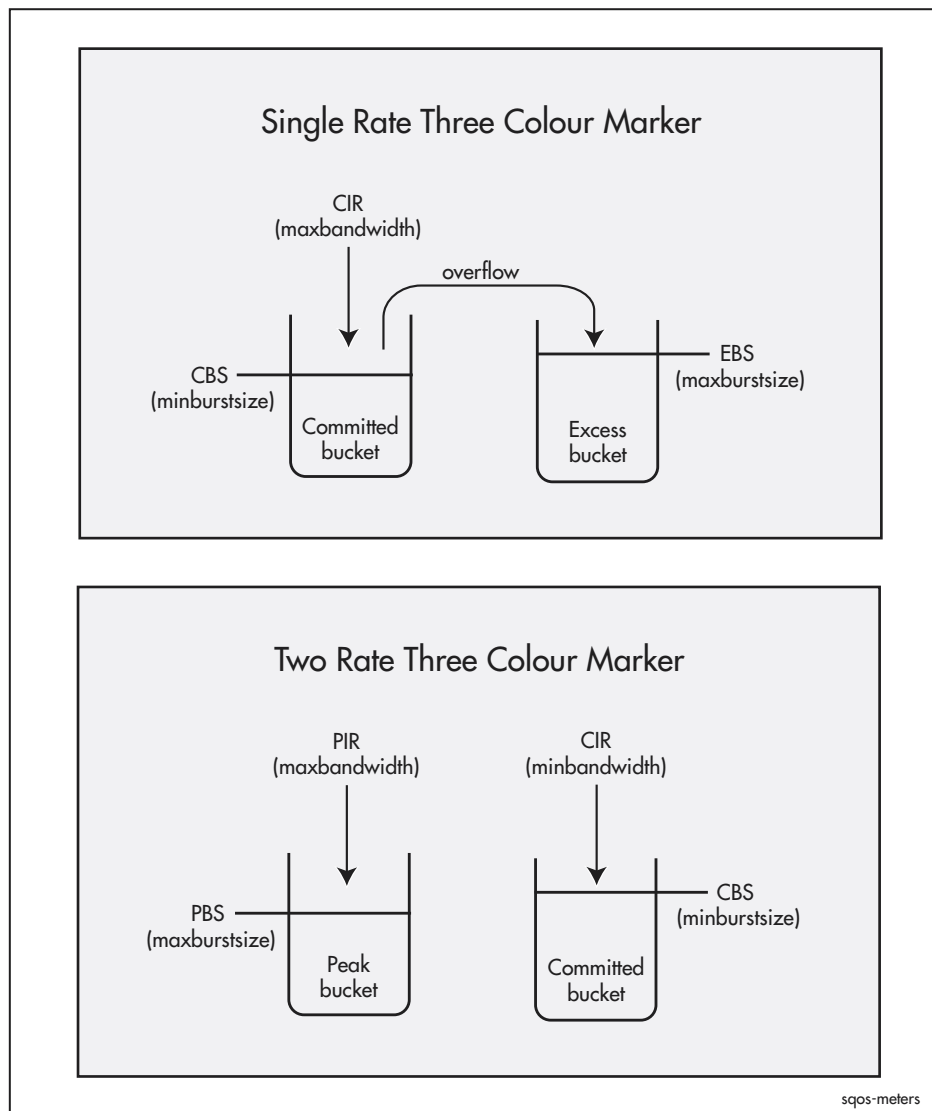 Single Rate Three Colour Marker
CIR
(maxbandwidth)
overflow
CBS
(minburstsize)
EBS
(maxburstsize)
Committed
bucket
Excess
bucket
Two Rate Three Colour Marker
PIR
(maxbandwidth)
CIR
(minbandwidth)
PBS
(maxburstsize)
CBS
(minburstsize)
Peak
bucket
Committed
bucket
sqos-meters